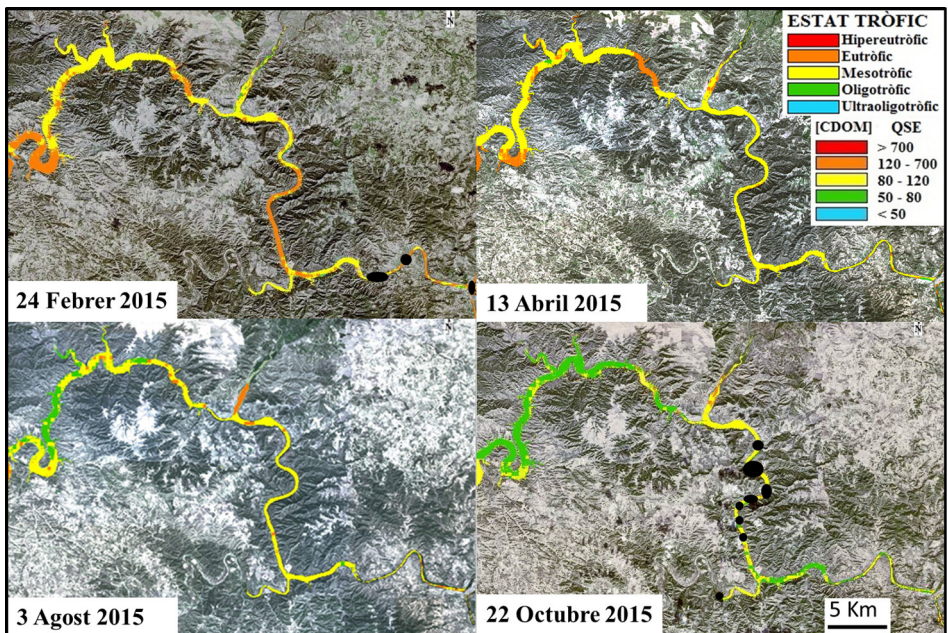 N
24 Febrer 2015
13 Abril 2015
ESTAT TRÒFIC
Hipereutròfic
Eutròfic
Mesotròfic
Oligotròfic
Ultraoligotròfic
[CDOM] QSE
> 700
120 - 700
80 - 120
50 - 80
< 50
N
3 Agost 2015
N
22 Octubre 2015
5 Km